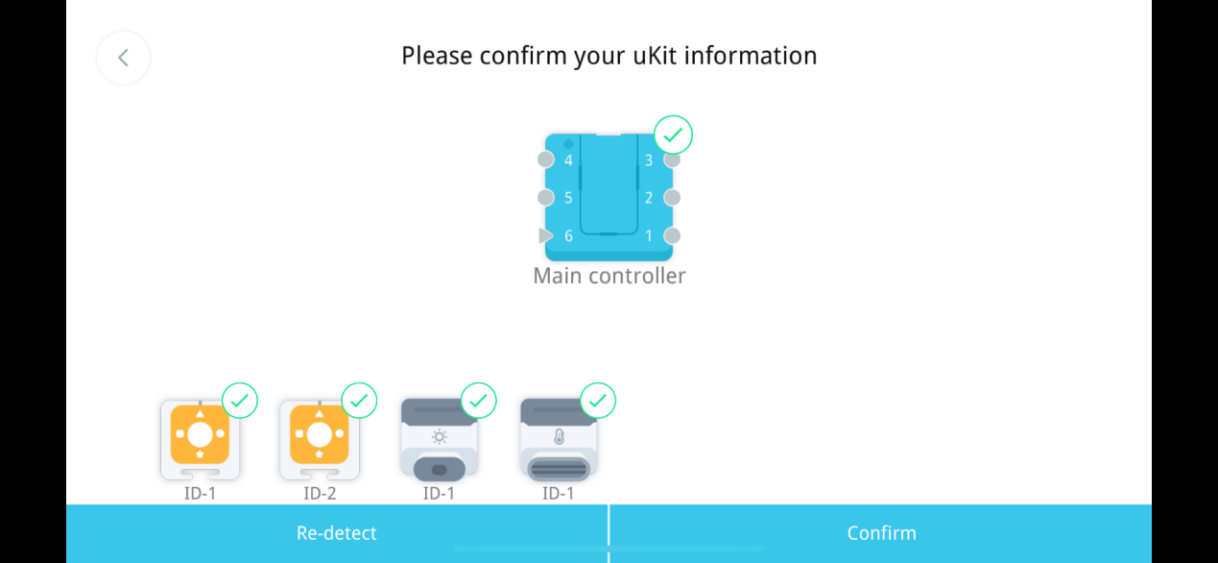 Please confirm your uKit information
4 3
5 2
6 1
Main controller
ID-1 ID-2 ID-1 ID-1
Re-detect Confirm